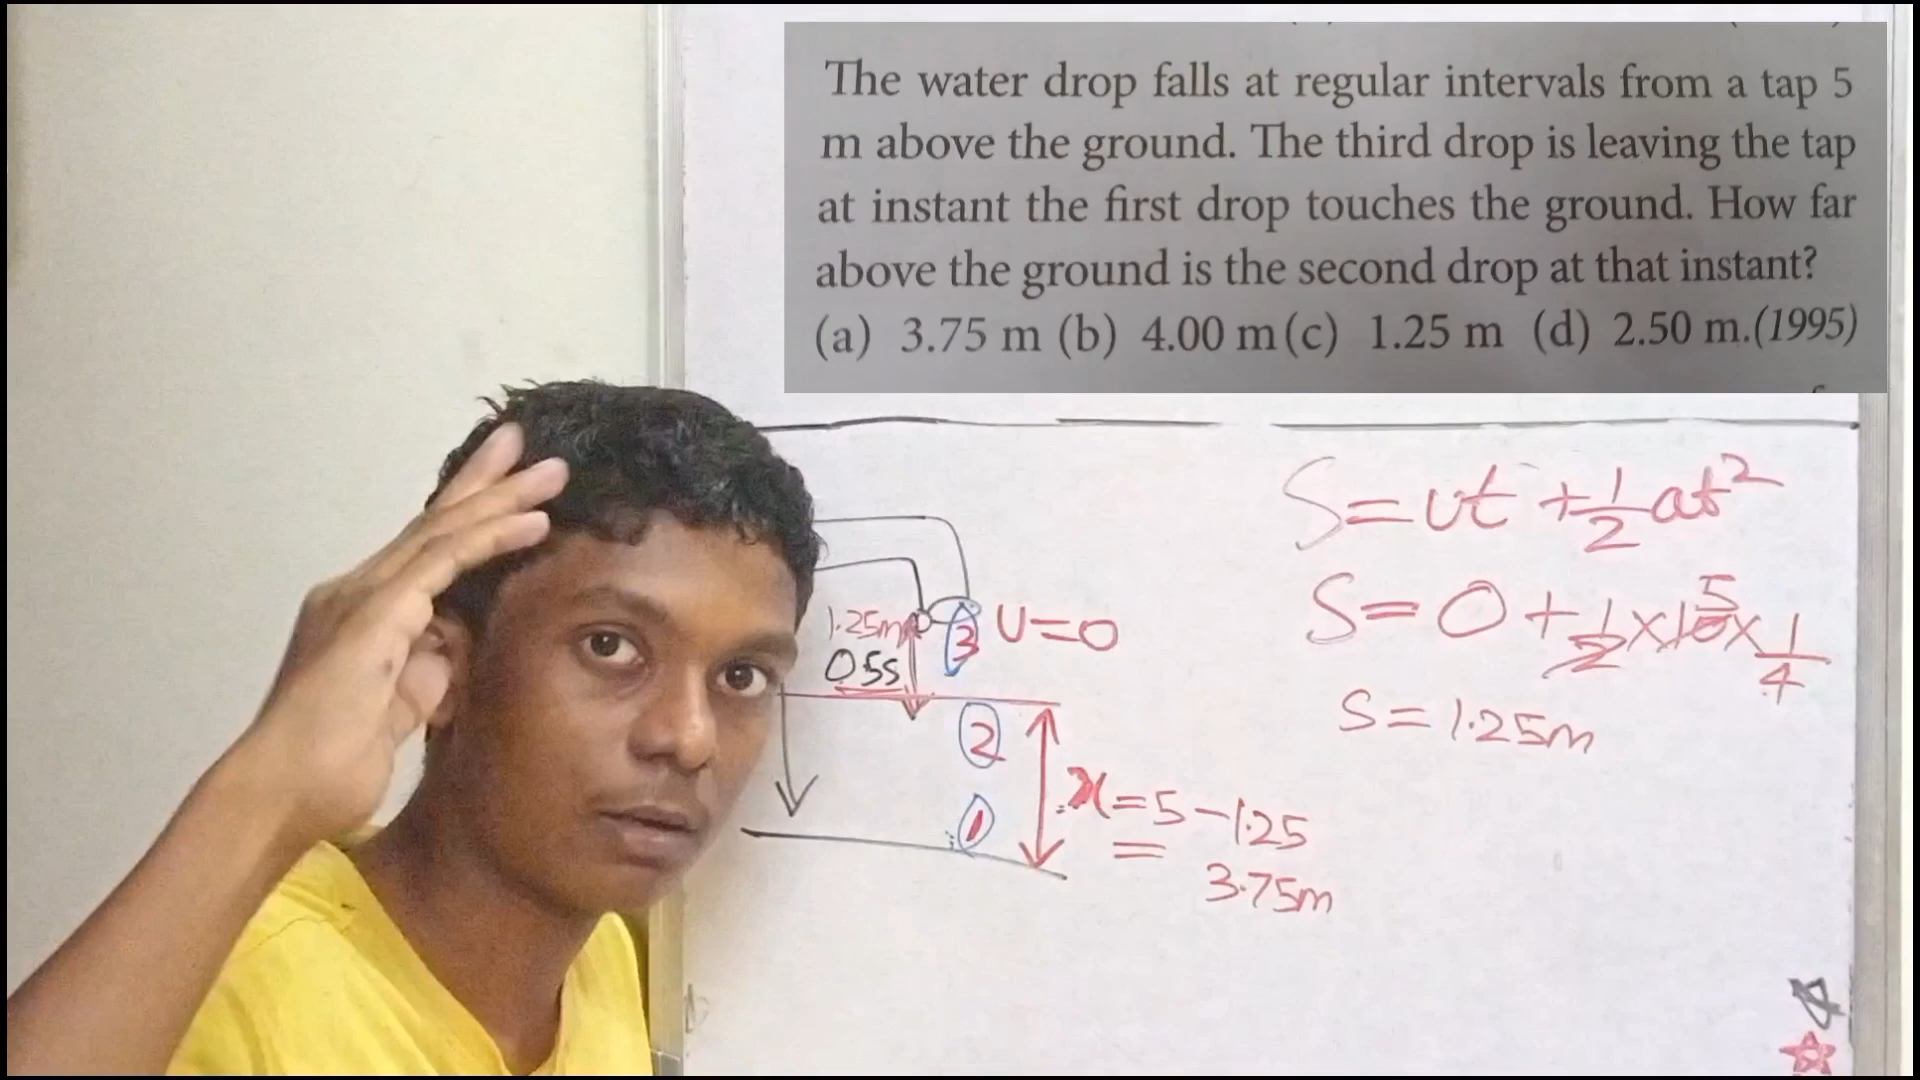 The water drop falls at regular intervals from a tap 5
m above the ground. The third drop is leaving the tap
at instant the first drop touches the ground. How far
above the ground is the second drop at that instant?
(a) 3.75 m (b) 4.00 m (c) 1.25 m (d) 2.50 m.(1995)
S = ut + 1/2 at²
1.25m
3 U=0
S = 0 + 1/2 × 10 5 × 1/4
0.5s
S = 1.25m
2
x = 5 - 1.25
1
=
3.75m